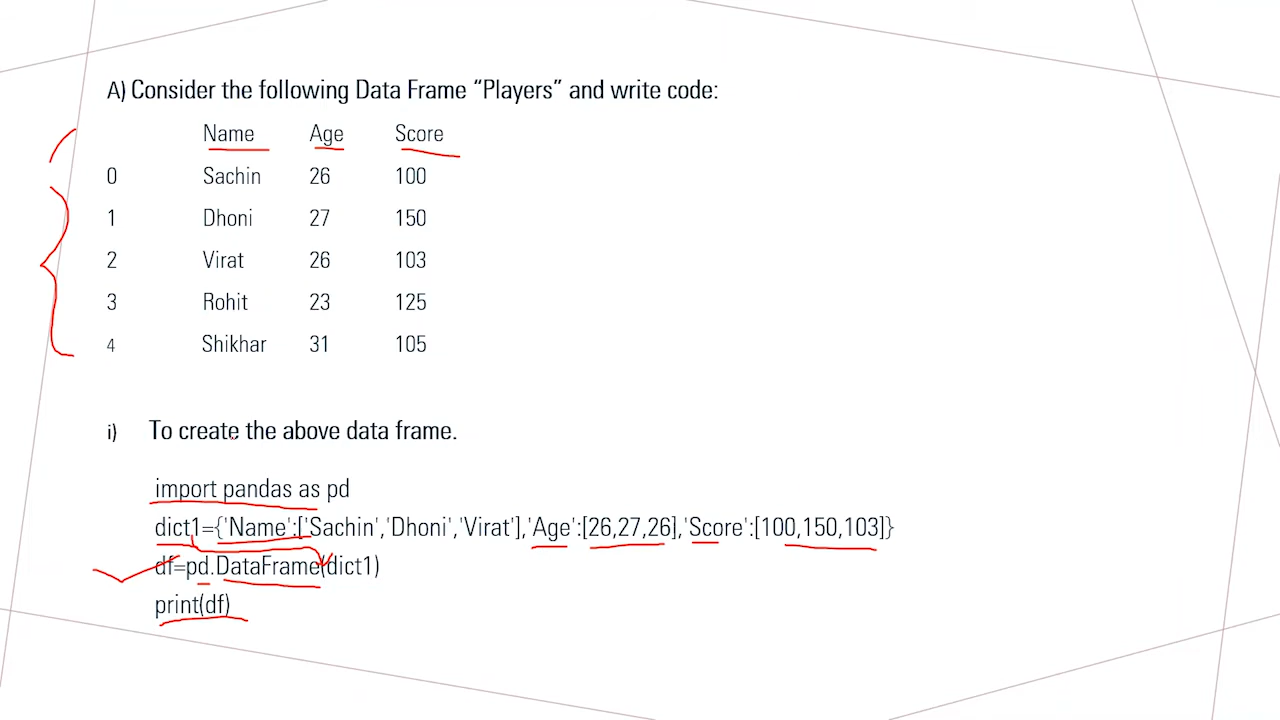 A) Consider the following Data Frame “Players” and write code:
Name Age Score
0 Sachin 26 100
1 Dhoni 27 150
2 Virat 26 103
3 Rohit 23 125
4 Shikhar 31 105
i) To create the above data frame.
import pandas as pd
dict1={'Name':['Sachin','Dhoni','Virat'],'Age':[26,27,26],'Score':[100,150,103]}
df=pd.DataFrame(dict1)
print(df)